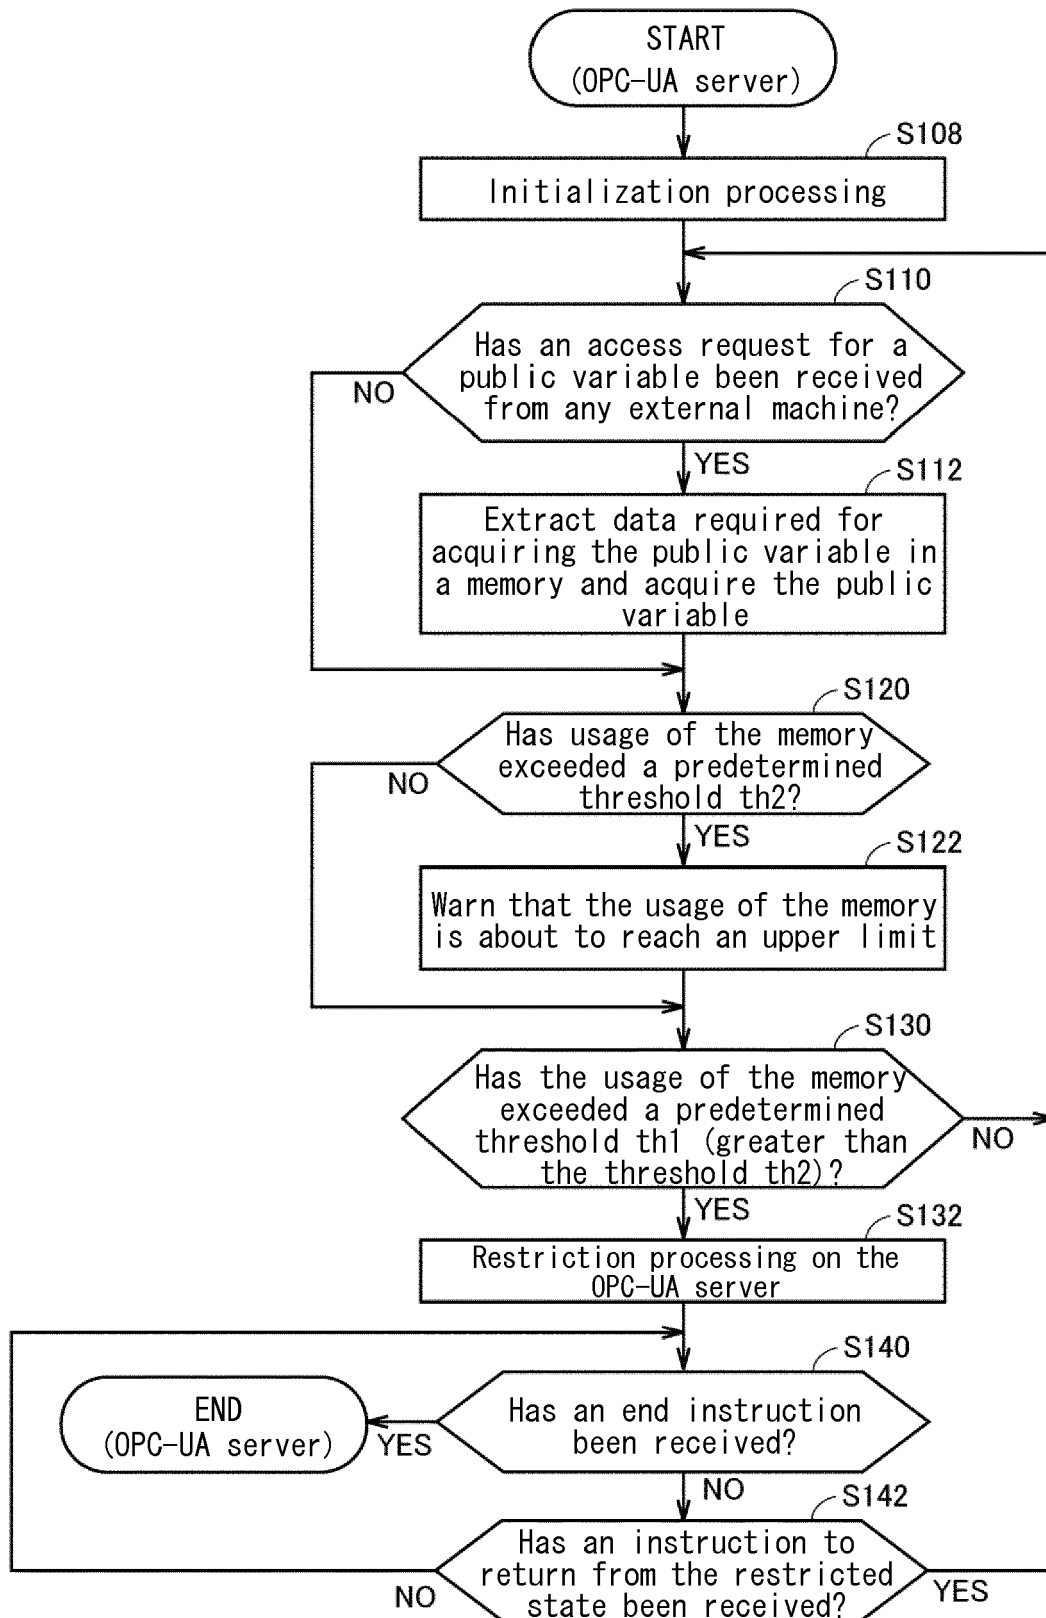 START
(OPC-UA server)
S108
Initialization processing
S110
Has an access request for a
public variable been received
from any external machine?
NO
YES
S112
Extract data required for
acquiring the public variable in
a memory and acquire the public
variable
S120
Has usage of the memory
exceeded a predetermined
threshold th2?
NO
YES
S122
Warn that the usage of the memory
is about to reach an upper limit
S130
Has the usage of the memory
exceeded a predetermined
threshold th1 (greater than
the threshold th2)?
NO
YES
S132
Restriction processing on the
OPC-UA server
S140
Has an end instruction
been received?
END
(OPC-UA server)
YES
NO
S142
Has an instruction to
return from the restricted
state been received?
NO
YES